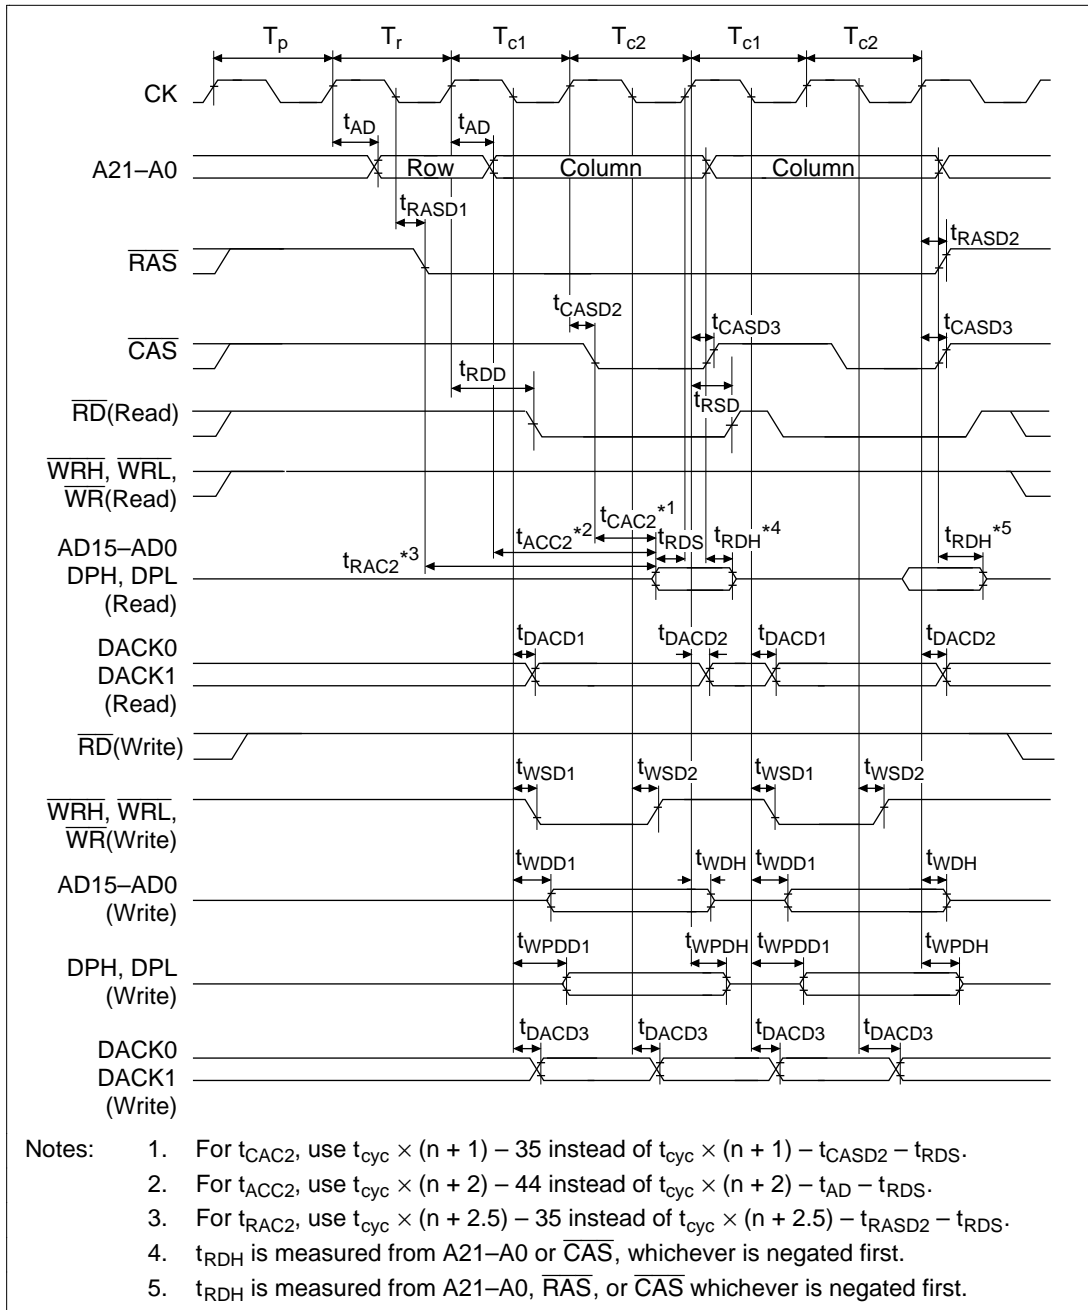 Tp Tr Tc1 Tc2 Tc1 Tc2
CK
tAD tAD
A21–A0 Row Column Column
tRASD1 tRASD2
RAS
tCASD2 tCASD3 tCASD3
CAS
tRDD tRSD
RD(Read)
WRH, WRL,
WR(Read)
tCAC2*1
AD15–AD0 tACC2*2 tRDS tRDH*4 tRDH*5
DPH, DPL tRAC2*3
(Read)
DACK0 tDACD1 tDACD2 tDACD1 tDACD2
DACK1
(Read)
RD(Write)
tWSD1 tWSD2 tWSD1 tWSD2
WRH, WRL,
WR(Write)
tWDD1 tWDH tWDD1 tWDH
AD15–AD0
(Write)
tWPDD1 tWPDH tWPDD1 tWPDH
DPH, DPL
(Write)
tDACD3 tDACD3 tDACD3 tDACD3
DACK0
DACK1
(Write)
Notes: 1. For tCAC2, use tcyc × (n + 1) – 35 instead of tcyc × (n + 1) – tCASD2 – tRDS.
2. For tACC2, use tcyc × (n + 2) – 44 instead of tcyc × (n + 2) – tAD – tRDS.
3. For tRAC2, use tcyc × (n + 2.5) – 35 instead of tcyc × (n + 2.5) – tRASD2 – tRDS.
4. tRDH is measured from A21–A0 or CAS, whichever is negated first.
5. tRDH is measured from A21–A0, RAS, or CAS whichever is negated first.